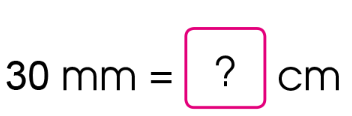 30 mm = ? cm